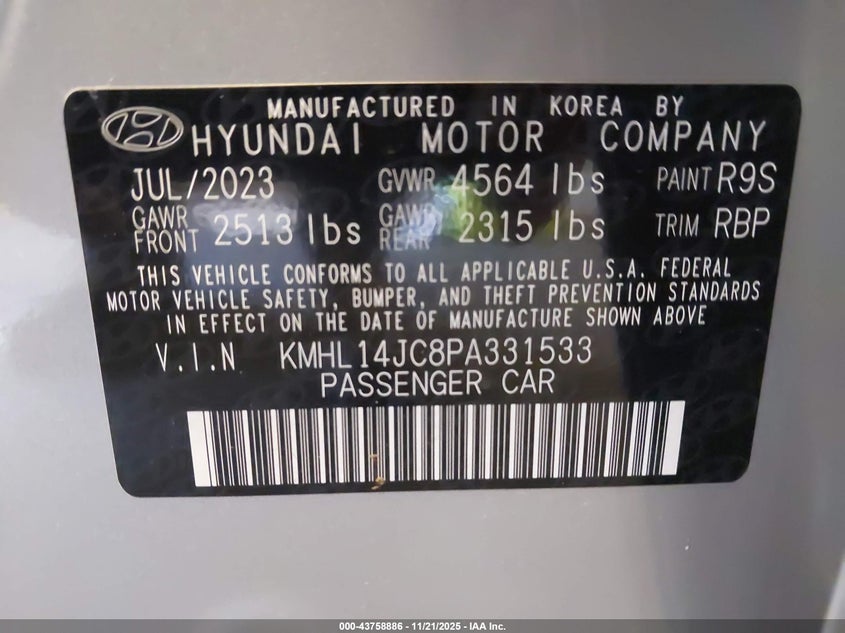 MANUFACTURED IN KOREA BY
HYUNDAI MOTOR COMPANY
JUL/2023 GVWR 4564 lbs PAINT R9S
GAWR FRONT 2513 lbs GAWR REAR 2315 lbs TRIM RBP
THIS VEHICLE CONFORMS TO ALL APPLICABLE U.S.A. FEDERAL
MOTOR VEHICLE SAFETY, BUMPER, AND THEFT PREVENTION STANDARDS
IN EFFECT ON THE DATE OF MANUFACTURE SHOWN ABOVE
V.I.N KMHL14JC8PA331533
PASSENGER CAR
000-43758886 - 11/21/2025 - IAA Inc.